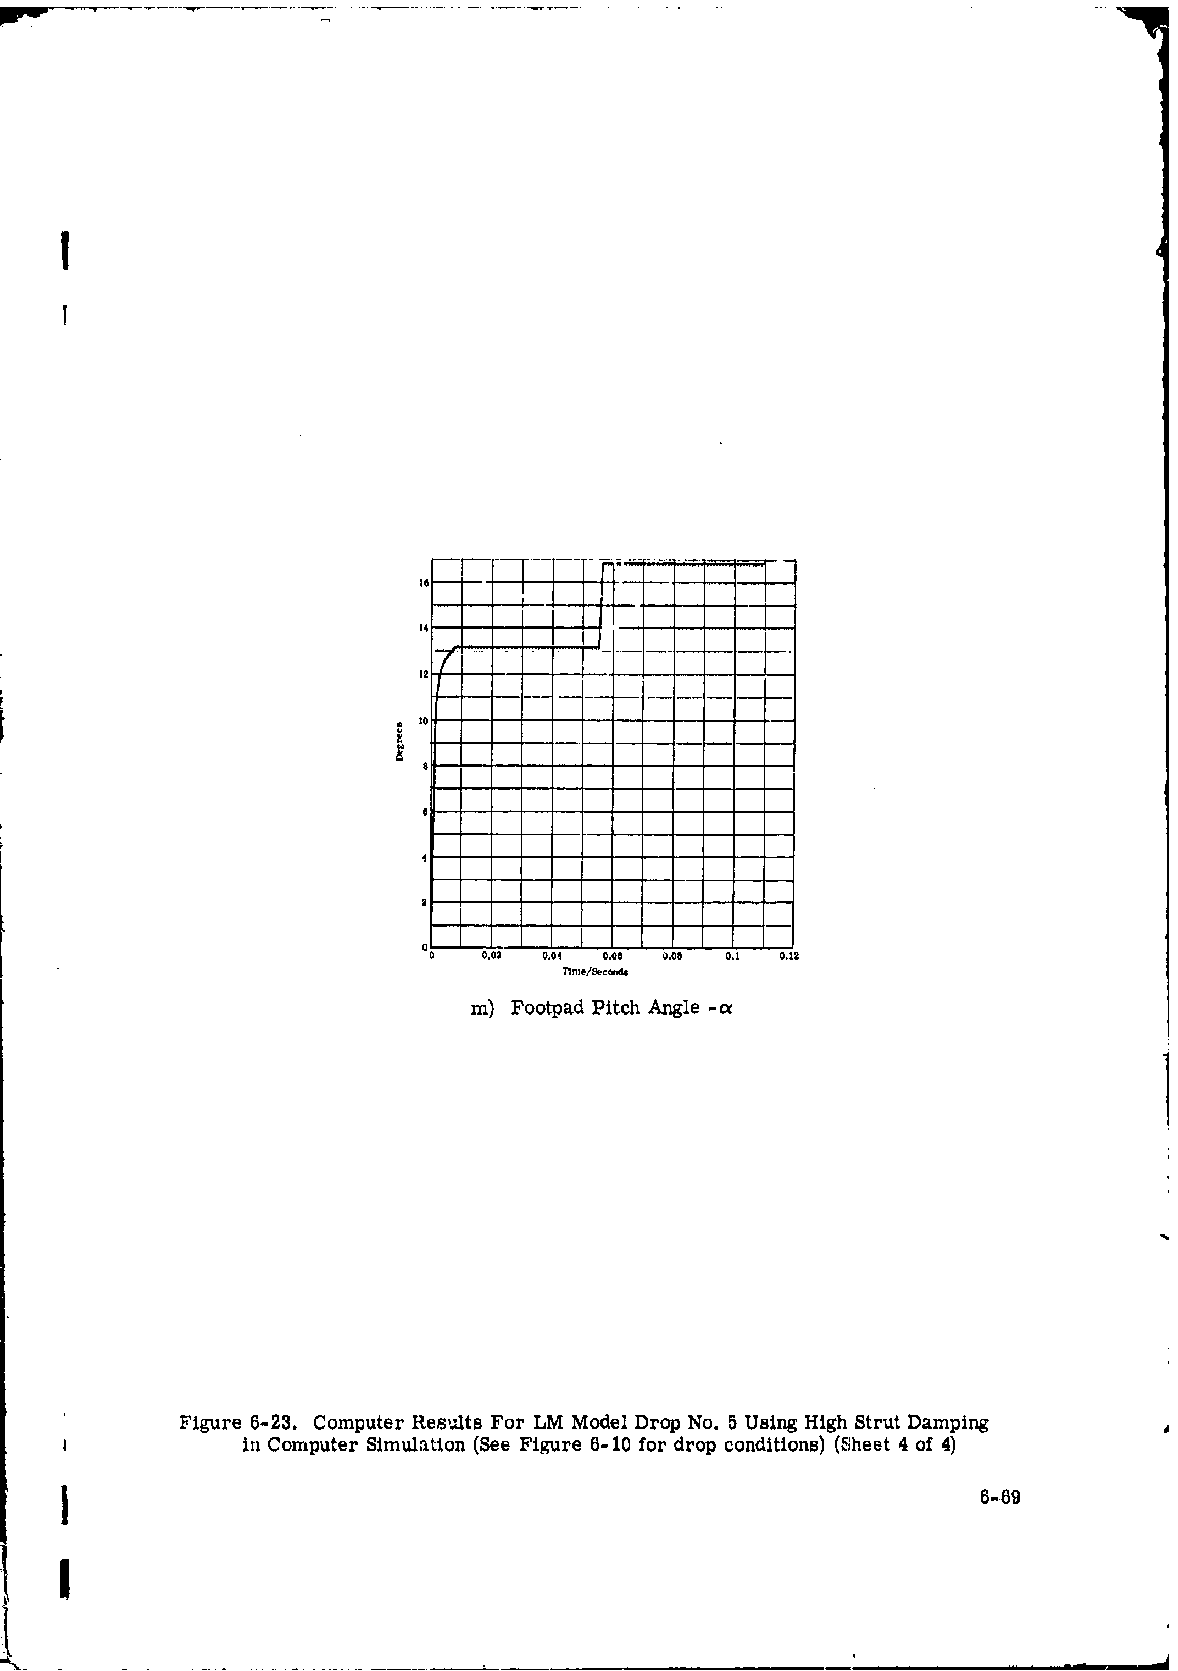 16
14
12
10
Degrees
8
6
4
2
0
0 0.02 0.04 0.06 0.08 0.1 0.12
Time/Seconds
m) Footpad Pitch Angle -α
Figure 6-23. Computer Results For LM Model Drop No. 5 Using High Strut Damping
in Computer Simulation (See Figure 6-10 for drop conditions) (Sheet 4 of 4)
6-69